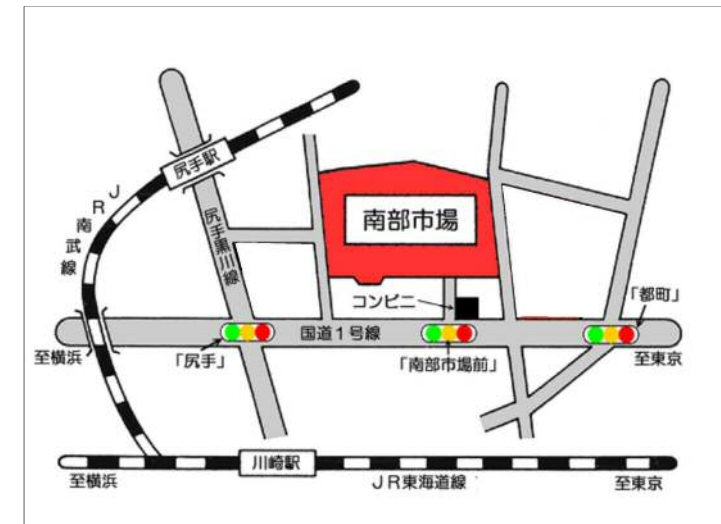 尻手駅
JR南武線
尻手黒川線
南部市場
コンビニ
「都町」
国道1号線
至横浜
「尻手」
「南部市場前」
至東京
川崎駅
至横浜
JR東海道線
至東京